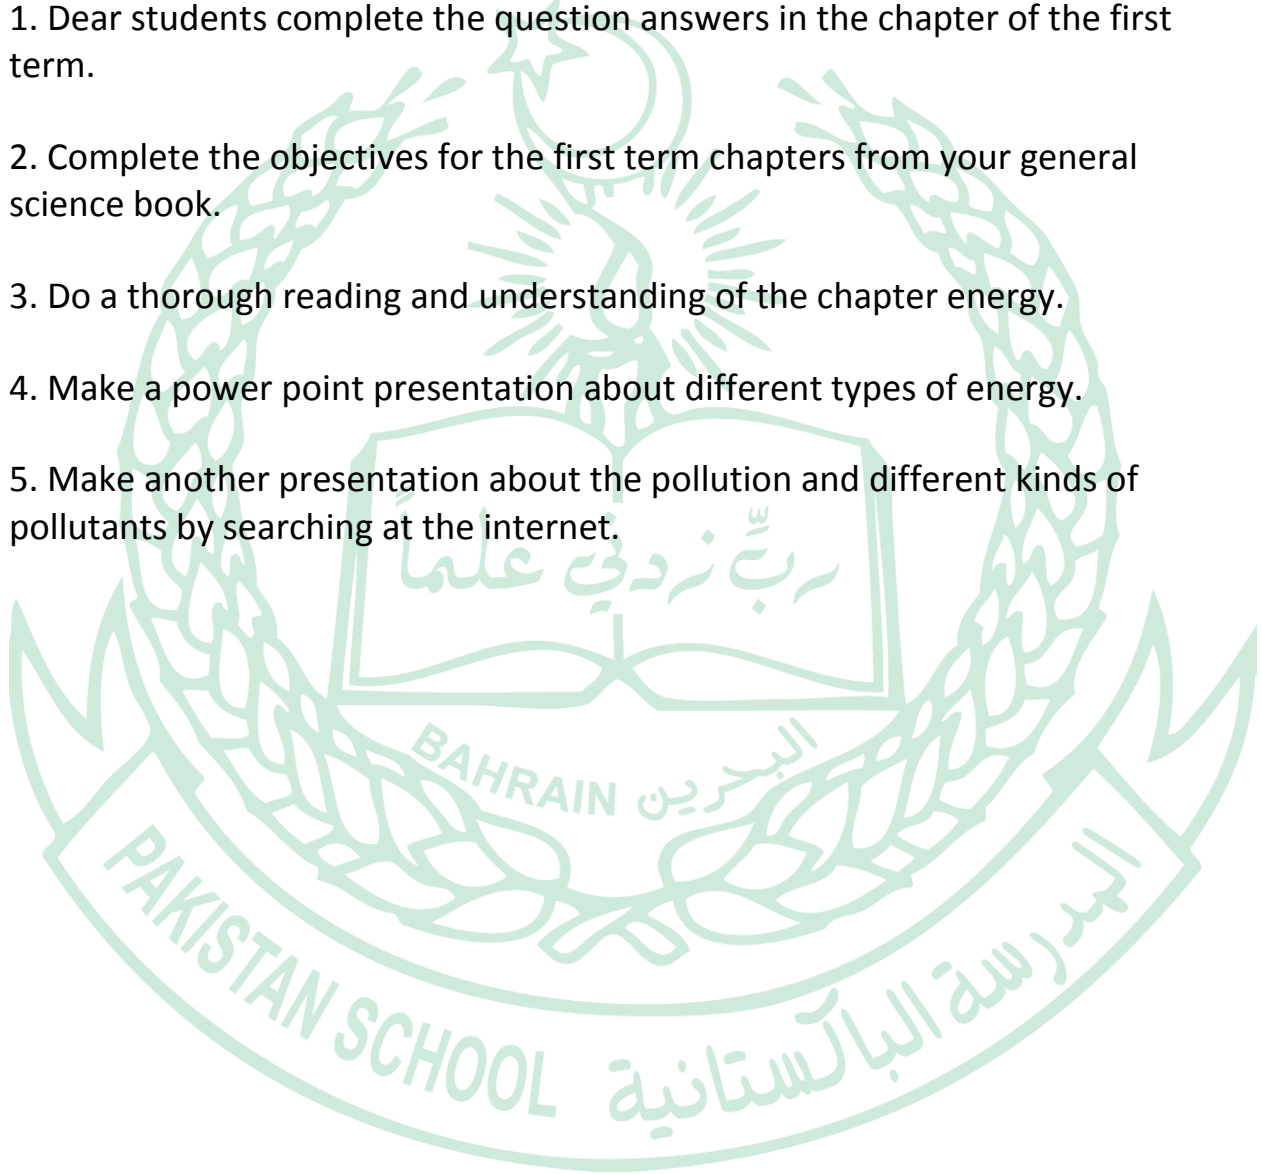 1. Dear students complete the question answers in the chapter of the first
term.
2. Complete the objectives for the first term chapters from your general
science book.
3. Do a thorough reading and understanding of the chapter energy.
4. Make a power point presentation about different types of energy.
5. Make another presentation about the pollution and different kinds of
pollutants by searching at the internet.
ربِّ زدني علماً
BAHRAIN البحرين
PAKISTAN SCHOOL المدرسة الباكستانية